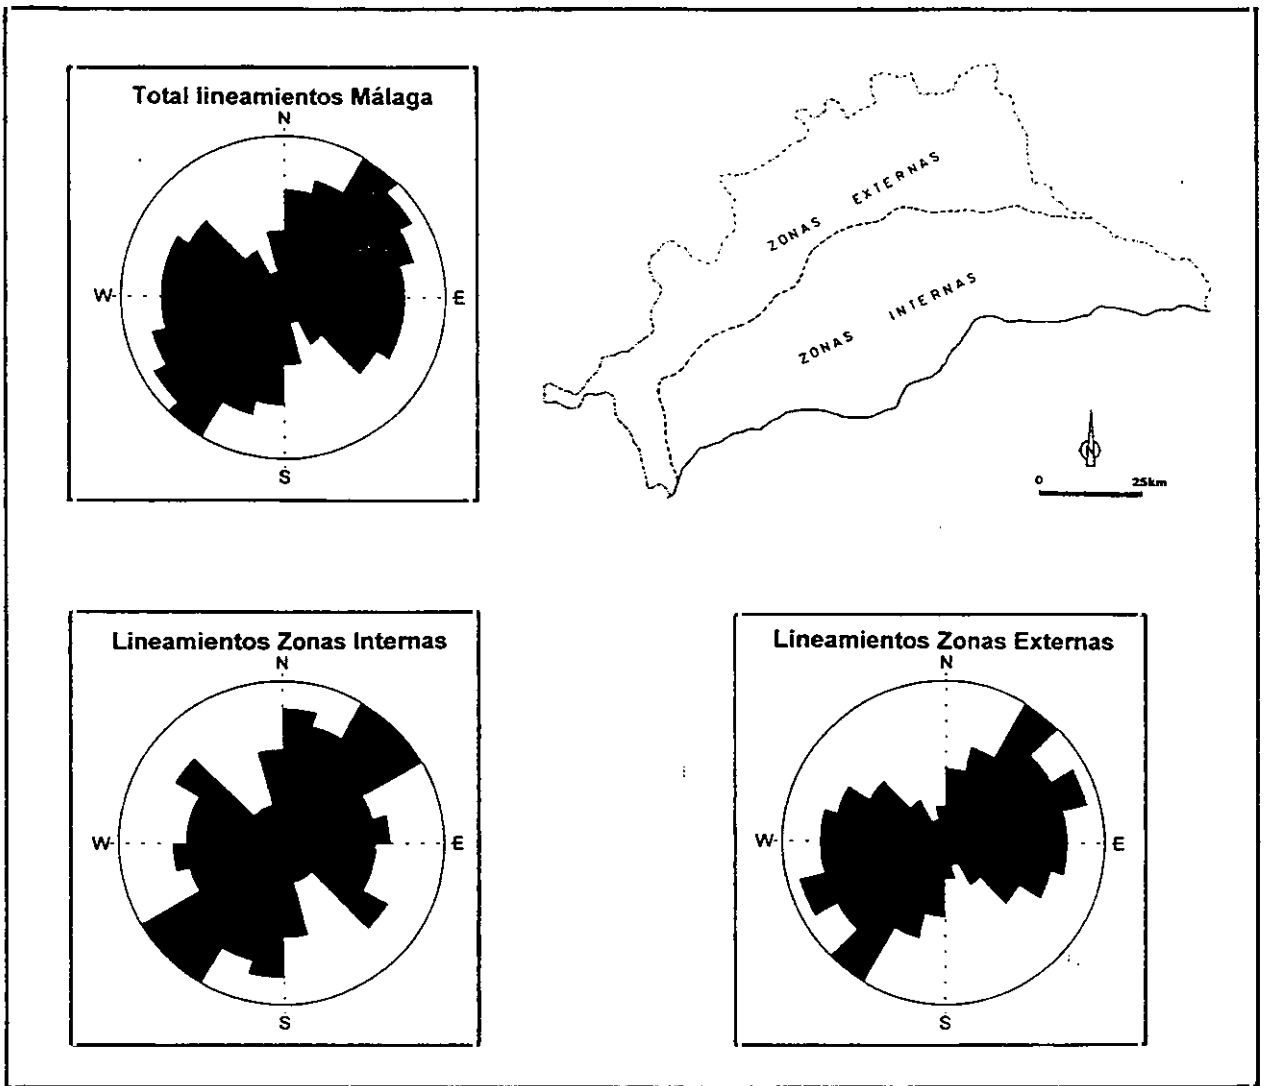 Total lineamientos Málaga
N
W
E
S
ZONAS EXTERNAS
ZONAS INTERNAS
N
0 25km
Lineamientos Zonas Internas
N
W
E
S
Lineamientos Zonas Externas
N
W
E
S